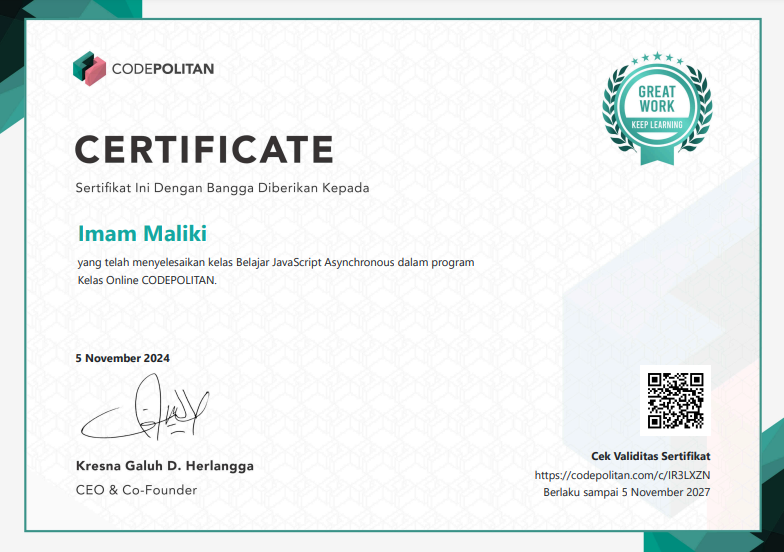 CODEPOLITAN
GREAT
WORK
KEEP LEARNING
CERTIFICATE
Sertifikat Ini Dengan Bangga Diberikan Kepada
Imam Maliki
yang telah menyelesaikan kelas Belajar JavaScript Asynchronous dalam program
Kelas Online CODEPOLITAN.
5 November 2024
Kresna Galuh D. Herlangga
CEO & Co-Founder
Cek Validitas Sertifikat
https://codepolitan.com/c/IR3LXZN
Berlaku sampai 5 November 2027